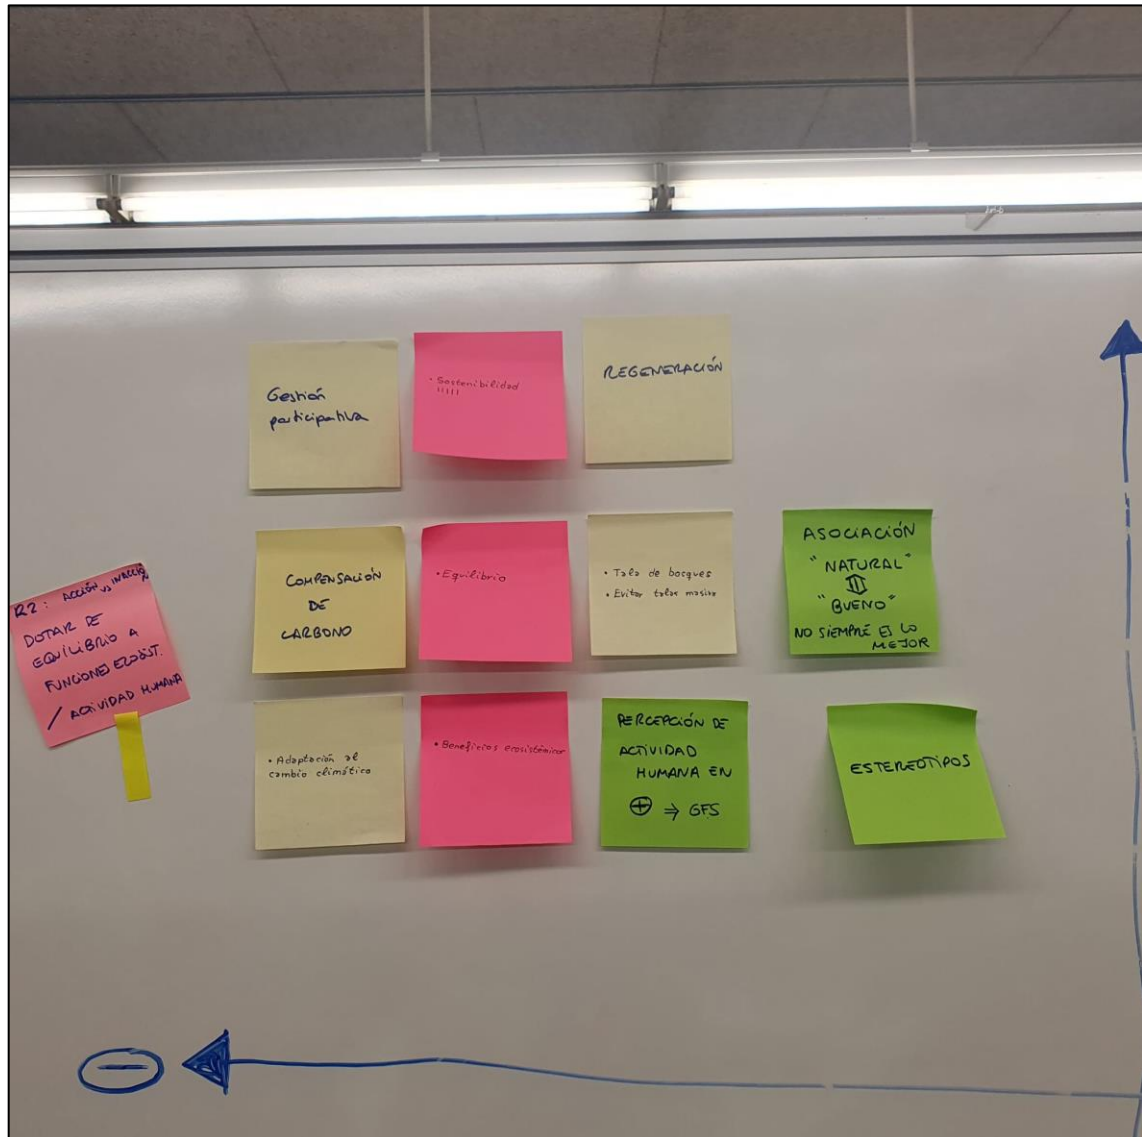 Gestión
participativa
• Sostenibilidad
!!!!!
REGENERACIÓN
R2: ACCIÓN vs INACCIÓN
DOTAR DE
EQUILIBRIO A
FUNCIONES ECOSIST.
/ ACTIVIDAD HUMANA
COMPENSACIÓN
DE
CARBONO
• Equilibrio
• Tala de bocques
• Evitar talar masiva
ASOCIACIÓN
"NATURAL"
⇕
"BUENO"
NO SIEMPRE ES LO
MEJOR
• Adaptación al
cambio climático
• Beneficios ecosistémicos
PERCEPCIÓN DE
ACTIVIDAD
HUMANA EN
⊕ ⇒ GFS
ESTEREOTIPOS
⊖